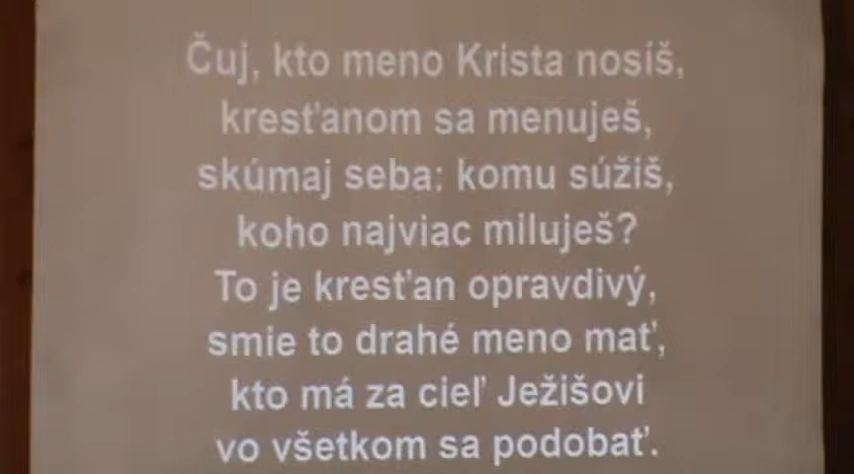 Čuj, kto meno Krista nosíš,
kresťanom sa menuješ,
skúmaj seba: komu súžiš,
koho najviac miluješ?
To je kresťan opravdivý,
smie to drahé meno mať,
kto má za cieľ Ježišovi
vo všetkom sa podobať.